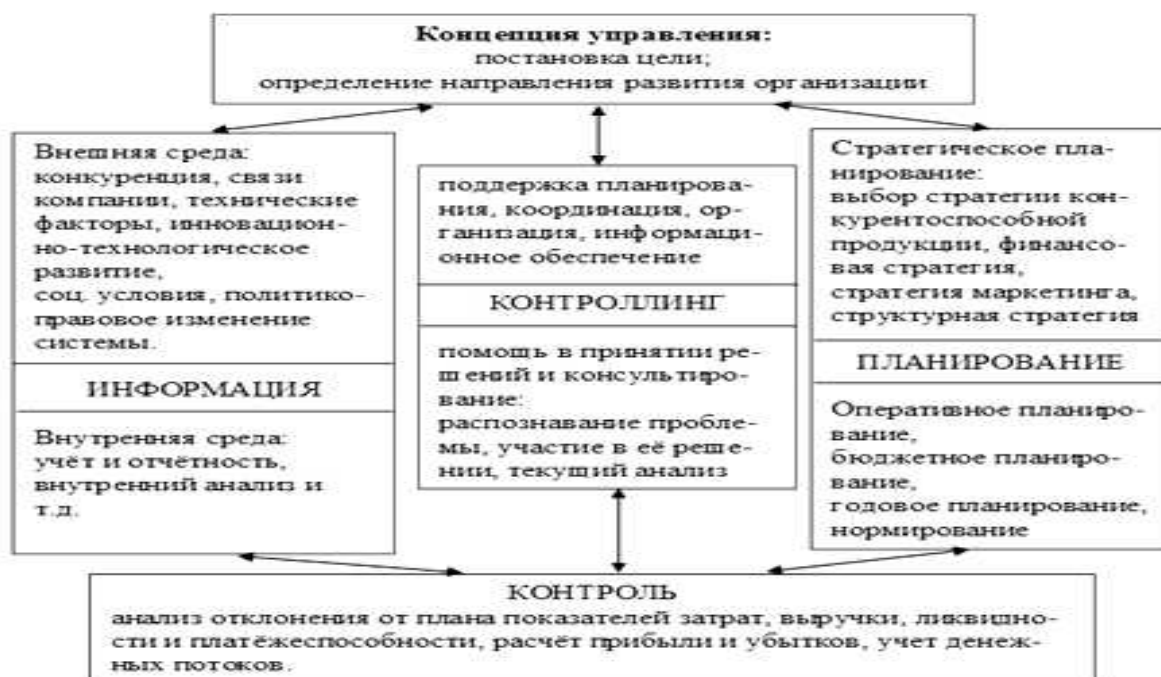 Концепция управления:
постановка цели;
определение направления развития организации
Внешняя среда:
конкуренция, связи
компании, технические
факторы, инновацион-
но-технологическое
развитие,
соц. условия, политико-
правовое изменение
системы.
ИНФОРМАЦИЯ
Внутренняя среда:
учёт и отчётность,
внутренний анализ и
т.д.
поддержка планирова-
ния, координация, ор-
ганизация, информаци-
онное обеспечение
КОНТРОЛЛИНГ
помощь в принятии ре-
шений и консультиро-
вание:
распознавание пробле-
мы, участие в её реше-
нии, текущий анализ
Стратегическое пла-
нирование:
выбор стратегии кон-
курентоспособной
продукции, финансо-
вая стратегия,
стратегия маркетинга,
структурная стратегия
ПЛАНИРОВАНИЕ
Оперативное планиро-
вание,
бюджетное планиро-
вание,
годовое планирование,
нормирование
КОНТРОЛЬ
анализ отклонения от плана показателей затрат, выручки, ликвидно-
сти и платёжеспособности, расчёт прибыли и убытков, учет денеж-
ных потоков.